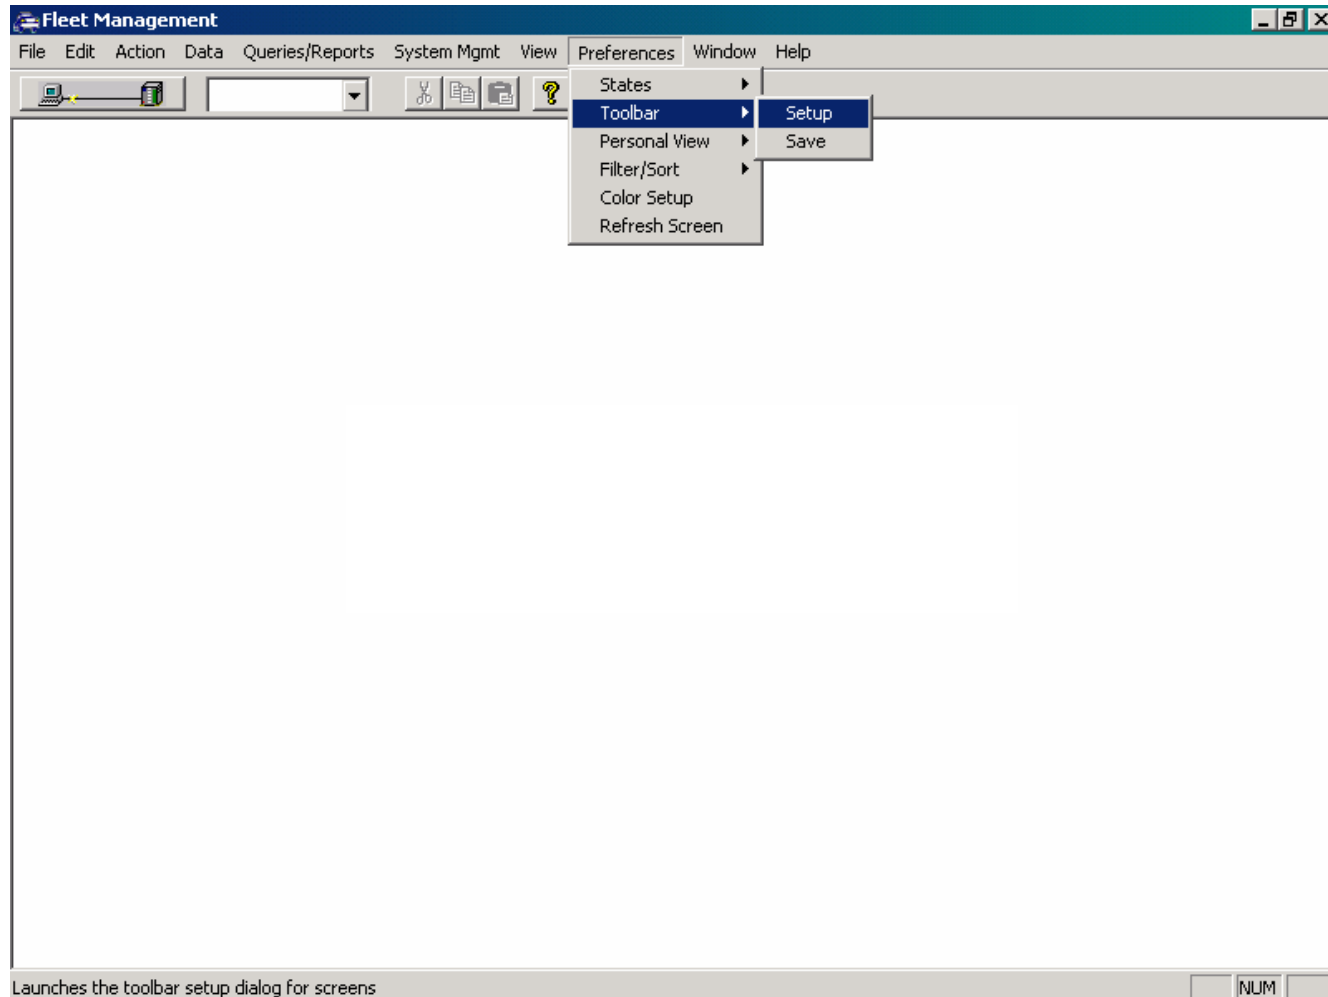 Fleet Management
File Edit Action Data Queries/Reports System Mgmt View Preferences Window Help
States
Toolbar Setup
Personal View Save
Filter/Sort
Color Setup
Refresh Screen
Launches the toolbar setup dialog for screens NUM